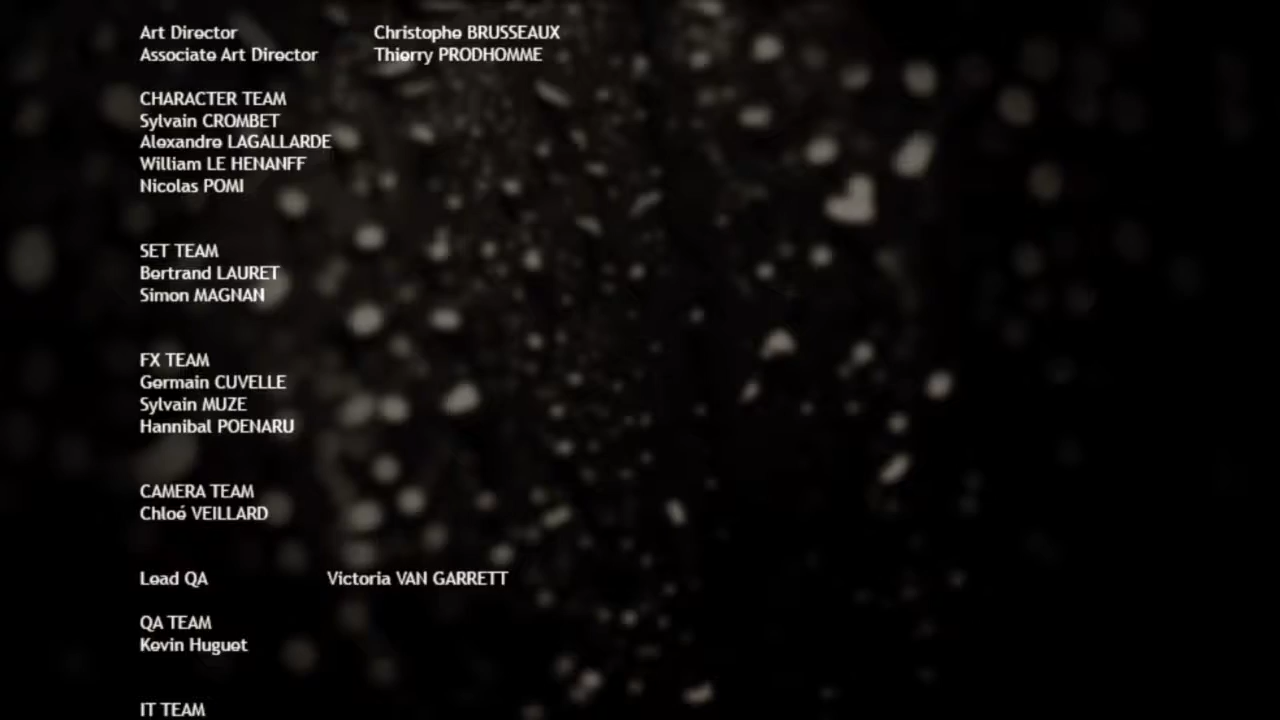 Art Director Christophe BRUSSEAUX
Associate Art Director Thierry PRODHOMME
CHARACTER TEAM
Sylvain CROMBET
Alexandre LAGALLARDE
William LE HENANFF
Nicolas POMI
SET TEAM
Bertrand LAURET
Simon MAGNAN
FX TEAM
Germain CUVELLE
Sylvain MUZE
Hannibal POENARU
CAMERA TEAM
Chloé VEILLARD
Lead QA Victoria VAN GARRETT
QA TEAM
Kevin Huguet
IT TEAM